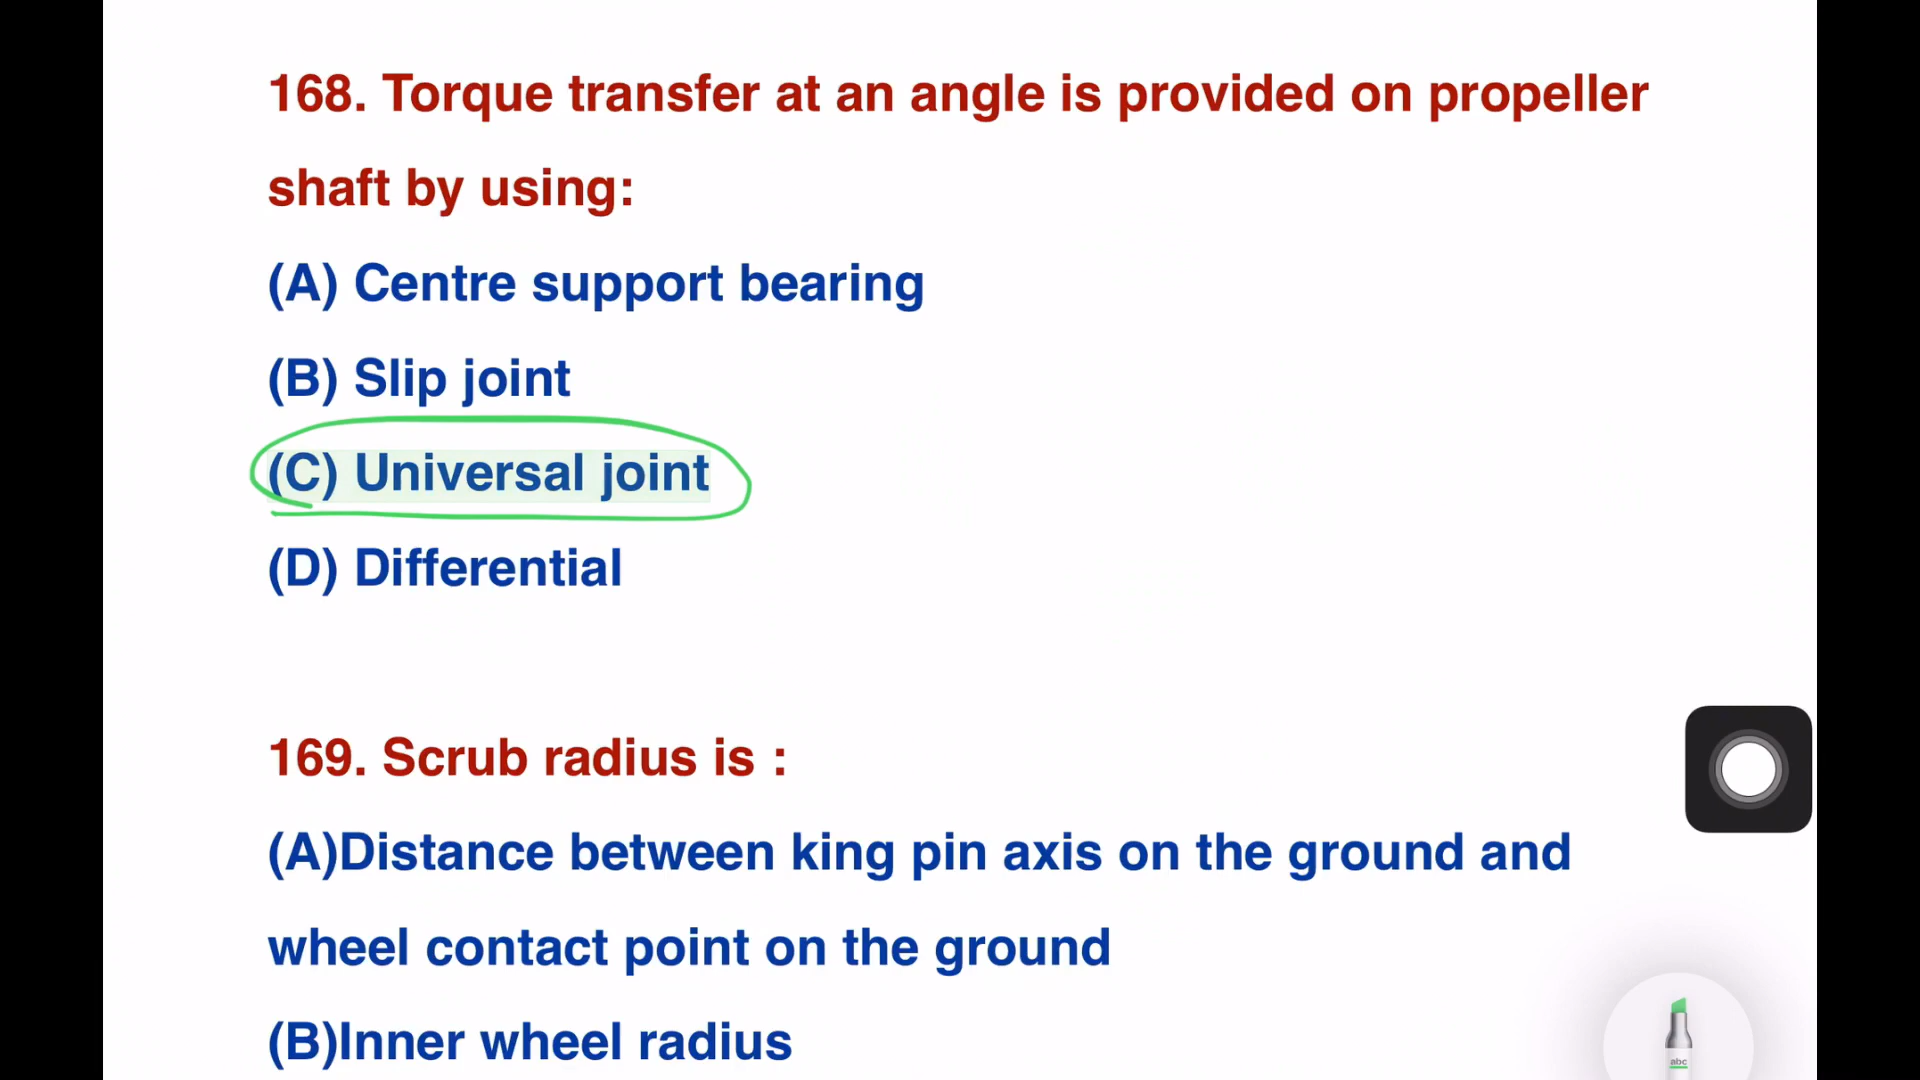 168. Torque transfer at an angle is provided on propeller
shaft by using:
(A) Centre support bearing
(B) Slip joint
(C) Universal joint
(D) Differential
169. Scrub radius is :
(A)Distance between king pin axis on the ground and
wheel contact point on the ground
(B)Inner wheel radius
abc